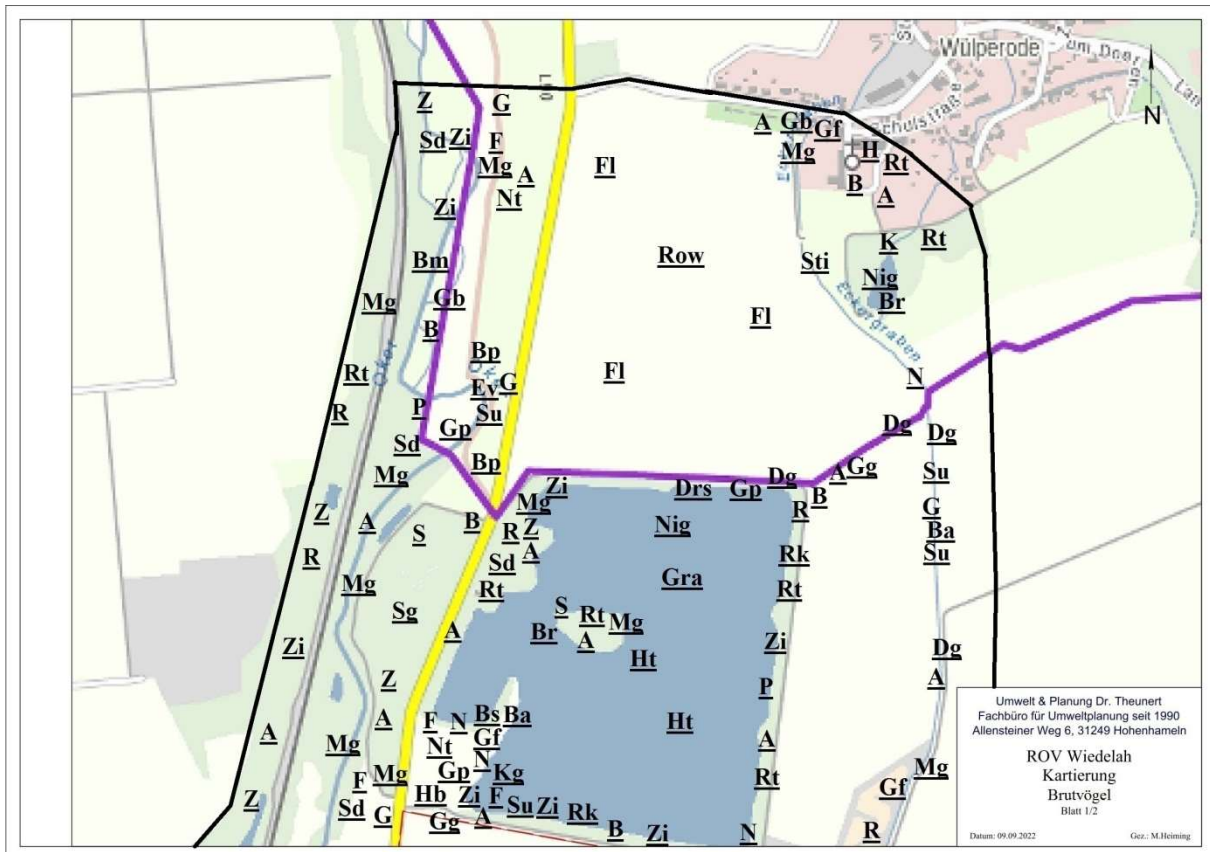 Wülperode
Z G L90 A Gb Gf Schulstraße N
Sd Zi F Mg H
Mg A Fl Rt
Nt B A
Zi
Bm Row Sti K Rt
Mg Gb Nig
B Fl Br
Eckergraben
Oker Bp
Rt Ev G Fl N
R P Su
Gp Dg Dg
Sd
Mg Bp Zi Drs Gp Dg A Gg Su
Mg B
Z A S B R Z Nig R G
R A Ba
Sd Rk Su
Mg Rt Gra Rt
Sg S Rt Mg
A Br A Zi
Zi Ht Dg
Z P A
A F N Bs Ba Ht
A Gf A
Mg Nt N
F Mg Gp Kg Rt Mg
Z Hb Zi F Gf
Sd G Gg A Su Zi Rk
B Zi N R
Umwelt & Planung Dr. Theunert
Fachbüro für Umweltplanung seit 1990
Allensteiner Weg 6, 31249 Hohenhameln
ROV Wiedelah
Kartierung
Brutvögel
Blatt 1/2
Datum: 09.09.2022 Gez.: M.Heiming